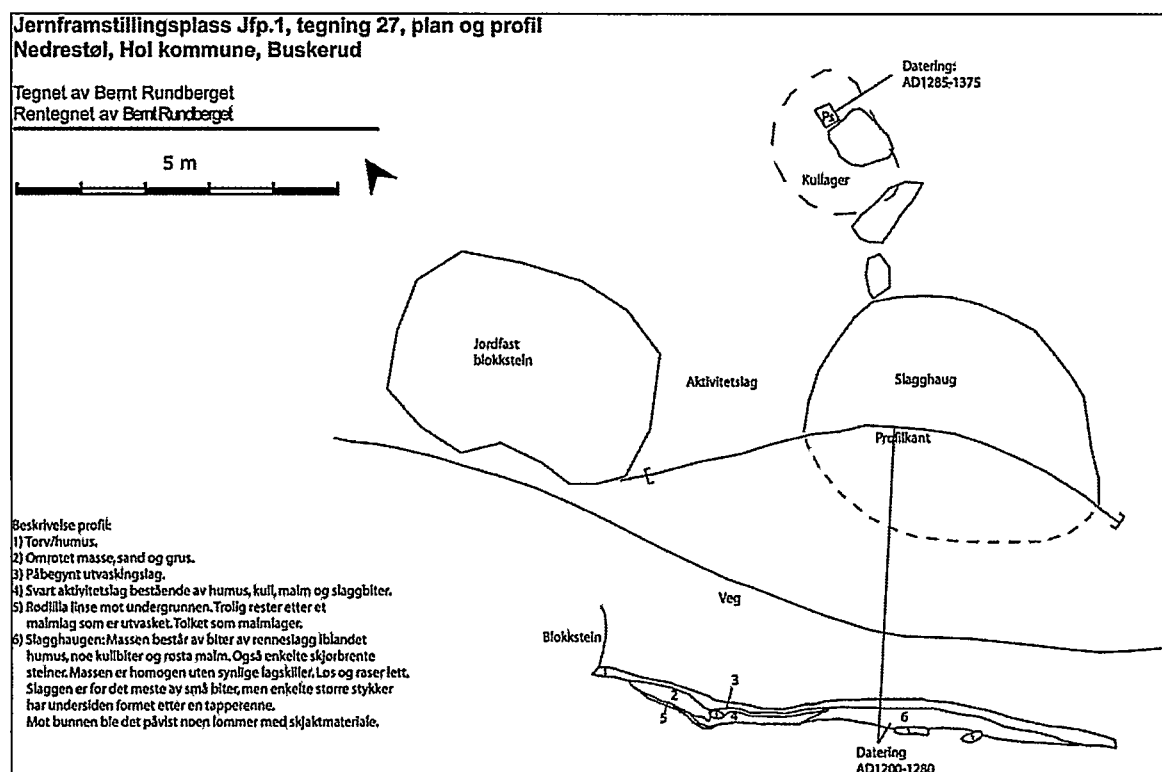 Jernframstillingsplass Jfp.1, tegning 27, plan og profil
Nedrestøl, Hol kommune, Buskerud
Tegnet av Bernt Rundberget
Rentegnet av Bernt Rundberget
5 m
Datering:
AD1285-1375
P3
Kullager
Jordfast
blokkstein
Aktivitetslag
Slagghaug
Profilkant
Veg
Beskrivelse profil:
1) Torv/humus.
2) Omrotet masse, sand og grus.
3) Påbegynt utvaskingslag.
4) Svart aktivitetslag bestående av humus, kull, malm og slaggbiter.
5) Rødlilla linse mot undergrunnen. Trolig rester etter et
malmlag som er utvasket. Tolket som malmlager.
6) Slagghaugen: Massen består av biter av renneslagg iblandet
humus, noe kullbiter og røsta malm. Også enkelte skjørbrente
steiner. Massen er homogen uten synlige lagskiller. Løs og raser lett.
Slaggen er for det meste av små biter, men enkelte større stykker
har undersiden formet etter en tapperenne.
Mot bunnen ble det påvist noen lommer med skjaktmateriale.
Blokkstein
1
2
3
4
5
6
Datering
AD1200-1280